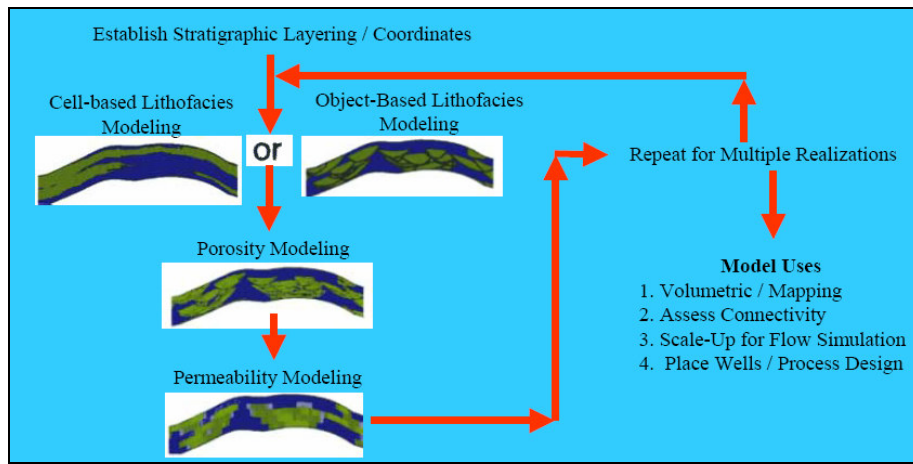 Establish Stratigraphic Layering / Coordinates
Cell-based Lithofacies
Modeling
or
Object-Based Lithofacies
Modeling
Porosity Modeling
Permeability Modeling
Repeat for Multiple Realizations
Model Uses
1. Volumetric / Mapping
2. Assess Connectivity
3. Scale-Up for Flow Simulation
4. Place Wells / Process Design